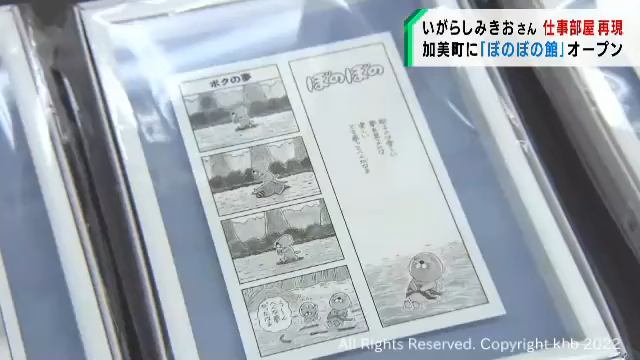 いがらしみきおさん 仕事部屋 再現
加美町に「ぼのぼの館」オープン
ボクの夢
ぼのぼの
All Rights Reserved. Copyright khb 2022